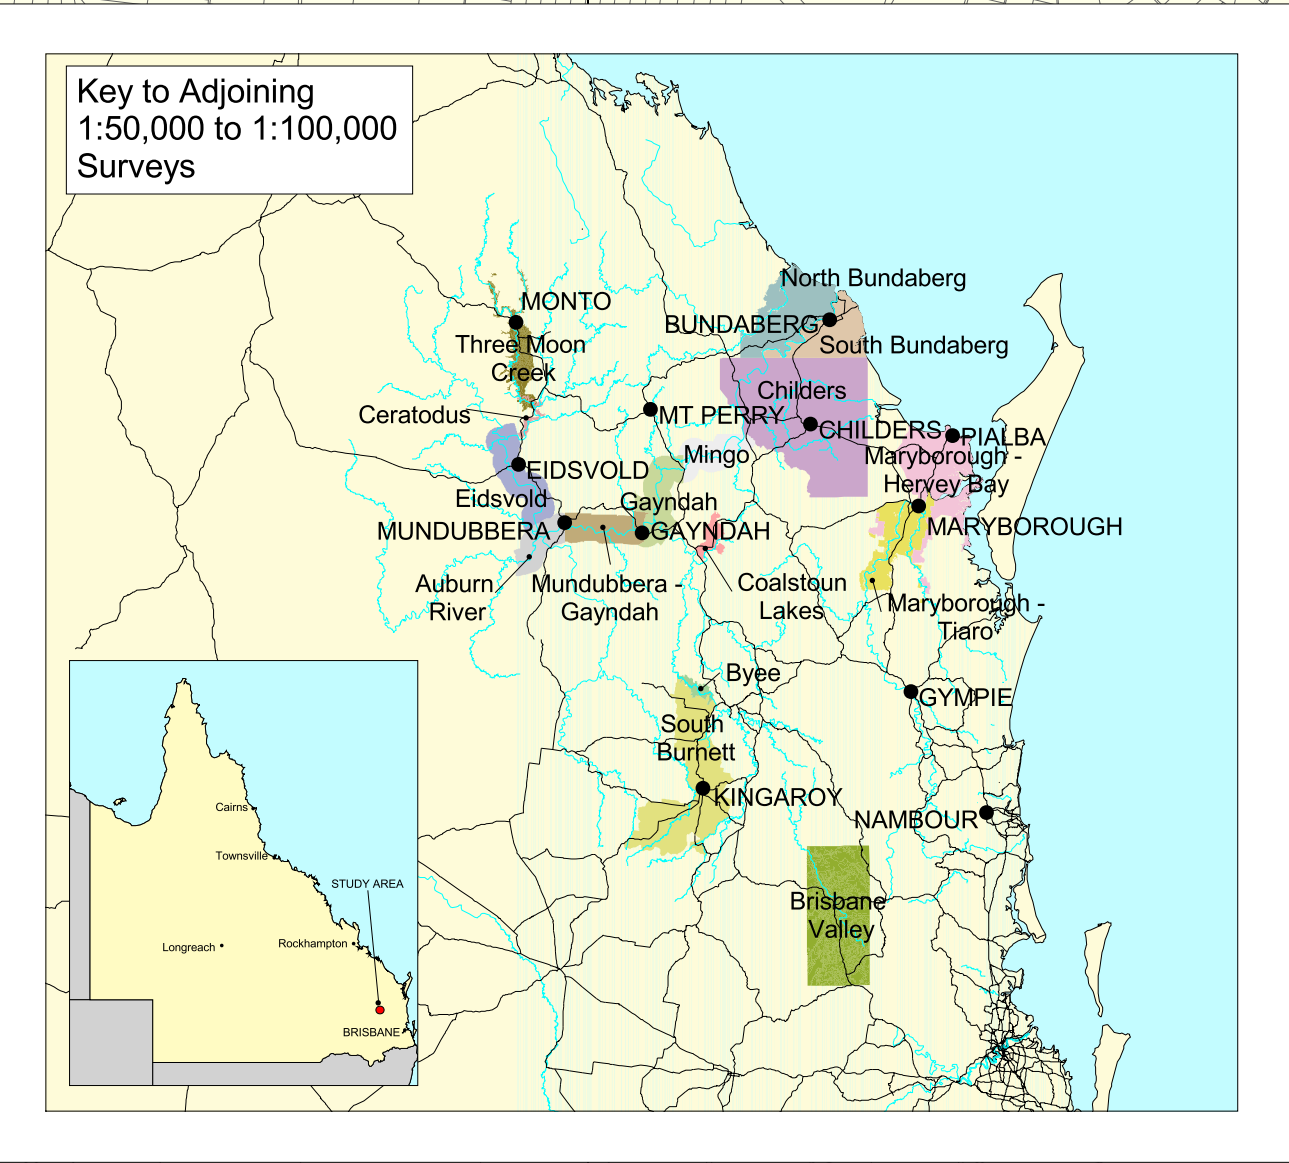 Key to Adjoining
1:50,000 to 1:100,000
Surveys
North Bundaberg
MONTO
BUNDABERG
Three Moon
Creek
South Bundaberg
Childers
Ceratodus
MT PERRY
CHILDERS
PIALBA
Mingo
Maryborough -
Hervey Bay
EIDSVOLD
Eidsvold
Gayndah
MUNDUBBERA
GAYNDAH
MARYBOROUGH
Auburn
River
Mundubbera -
Gayndah
Coalstoun
Lakes
Maryborough -
Tiaro
Byee
GYMPIE
South
Burnett
KINGAROY
NAMBOUR
Brisbane
Valley
Cairns
Townsville
STUDY AREA
Longreach
Rockhampton
BRISBANE